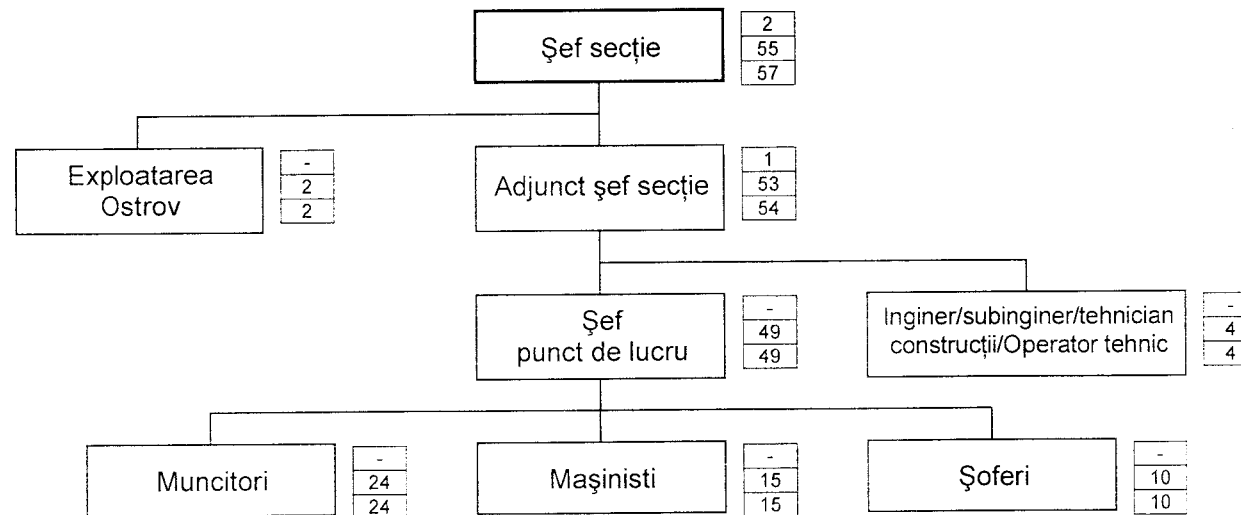 Şef secţie
2
55
57
Exploatarea
Ostrov
-
2
2
Adjunct şef secţie
1
53
54
Şef
punct de lucru
-
49
49
Inginer/subinginer/tehnician
construcţii/Operator tehnic
-
4
4
Muncitori
-
24
24
Maşinisti
-
15
15
Şoferi
-
10
10